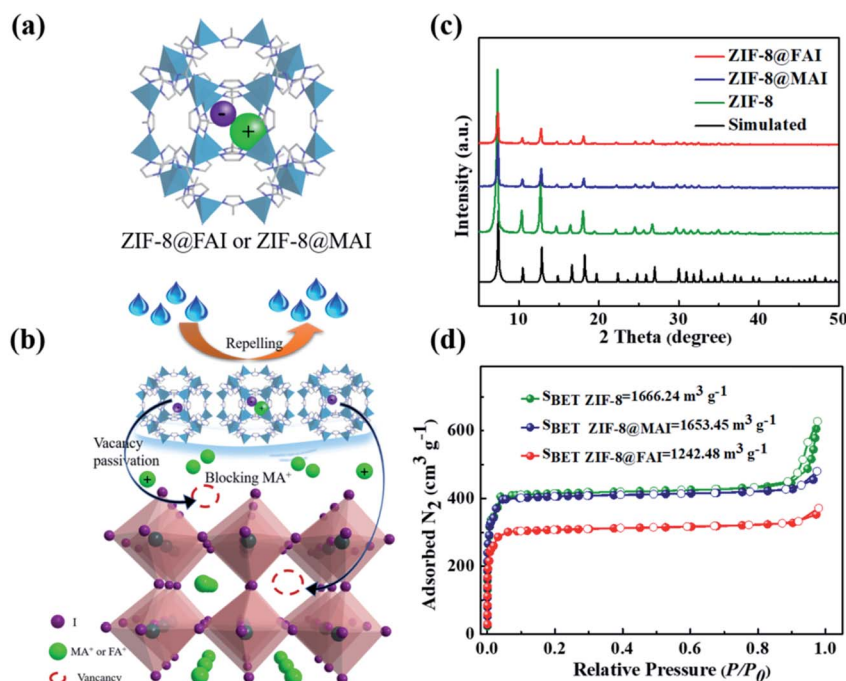 (a)
-
+
ZIF-8@FAI or ZIF-8@MAI
(b)
Repelling
+
Vacancy
passivation
+
Blocking MA⁺
+
I
MA⁺ or FA⁺
Vancancy
(c)
ZIF-8@FAI
ZIF-8@MAI
ZIF-8
Simulated
Intensity (a.u.)
10 20 30 40 50
2 Theta (degree)
(d)
S_BET ZIF-8=1666.24 m³ g⁻¹
S_BET ZIF-8@MAI=1653.45 m³ g⁻¹
S_BET ZIF-8@FAI=1242.48 m³ g⁻¹
Adsorbed N₂ (cm³ g⁻¹)
600
400
200
0
0.0 0.2 0.4 0.6 0.8 1.0
Relative Pressure (P/P₀)